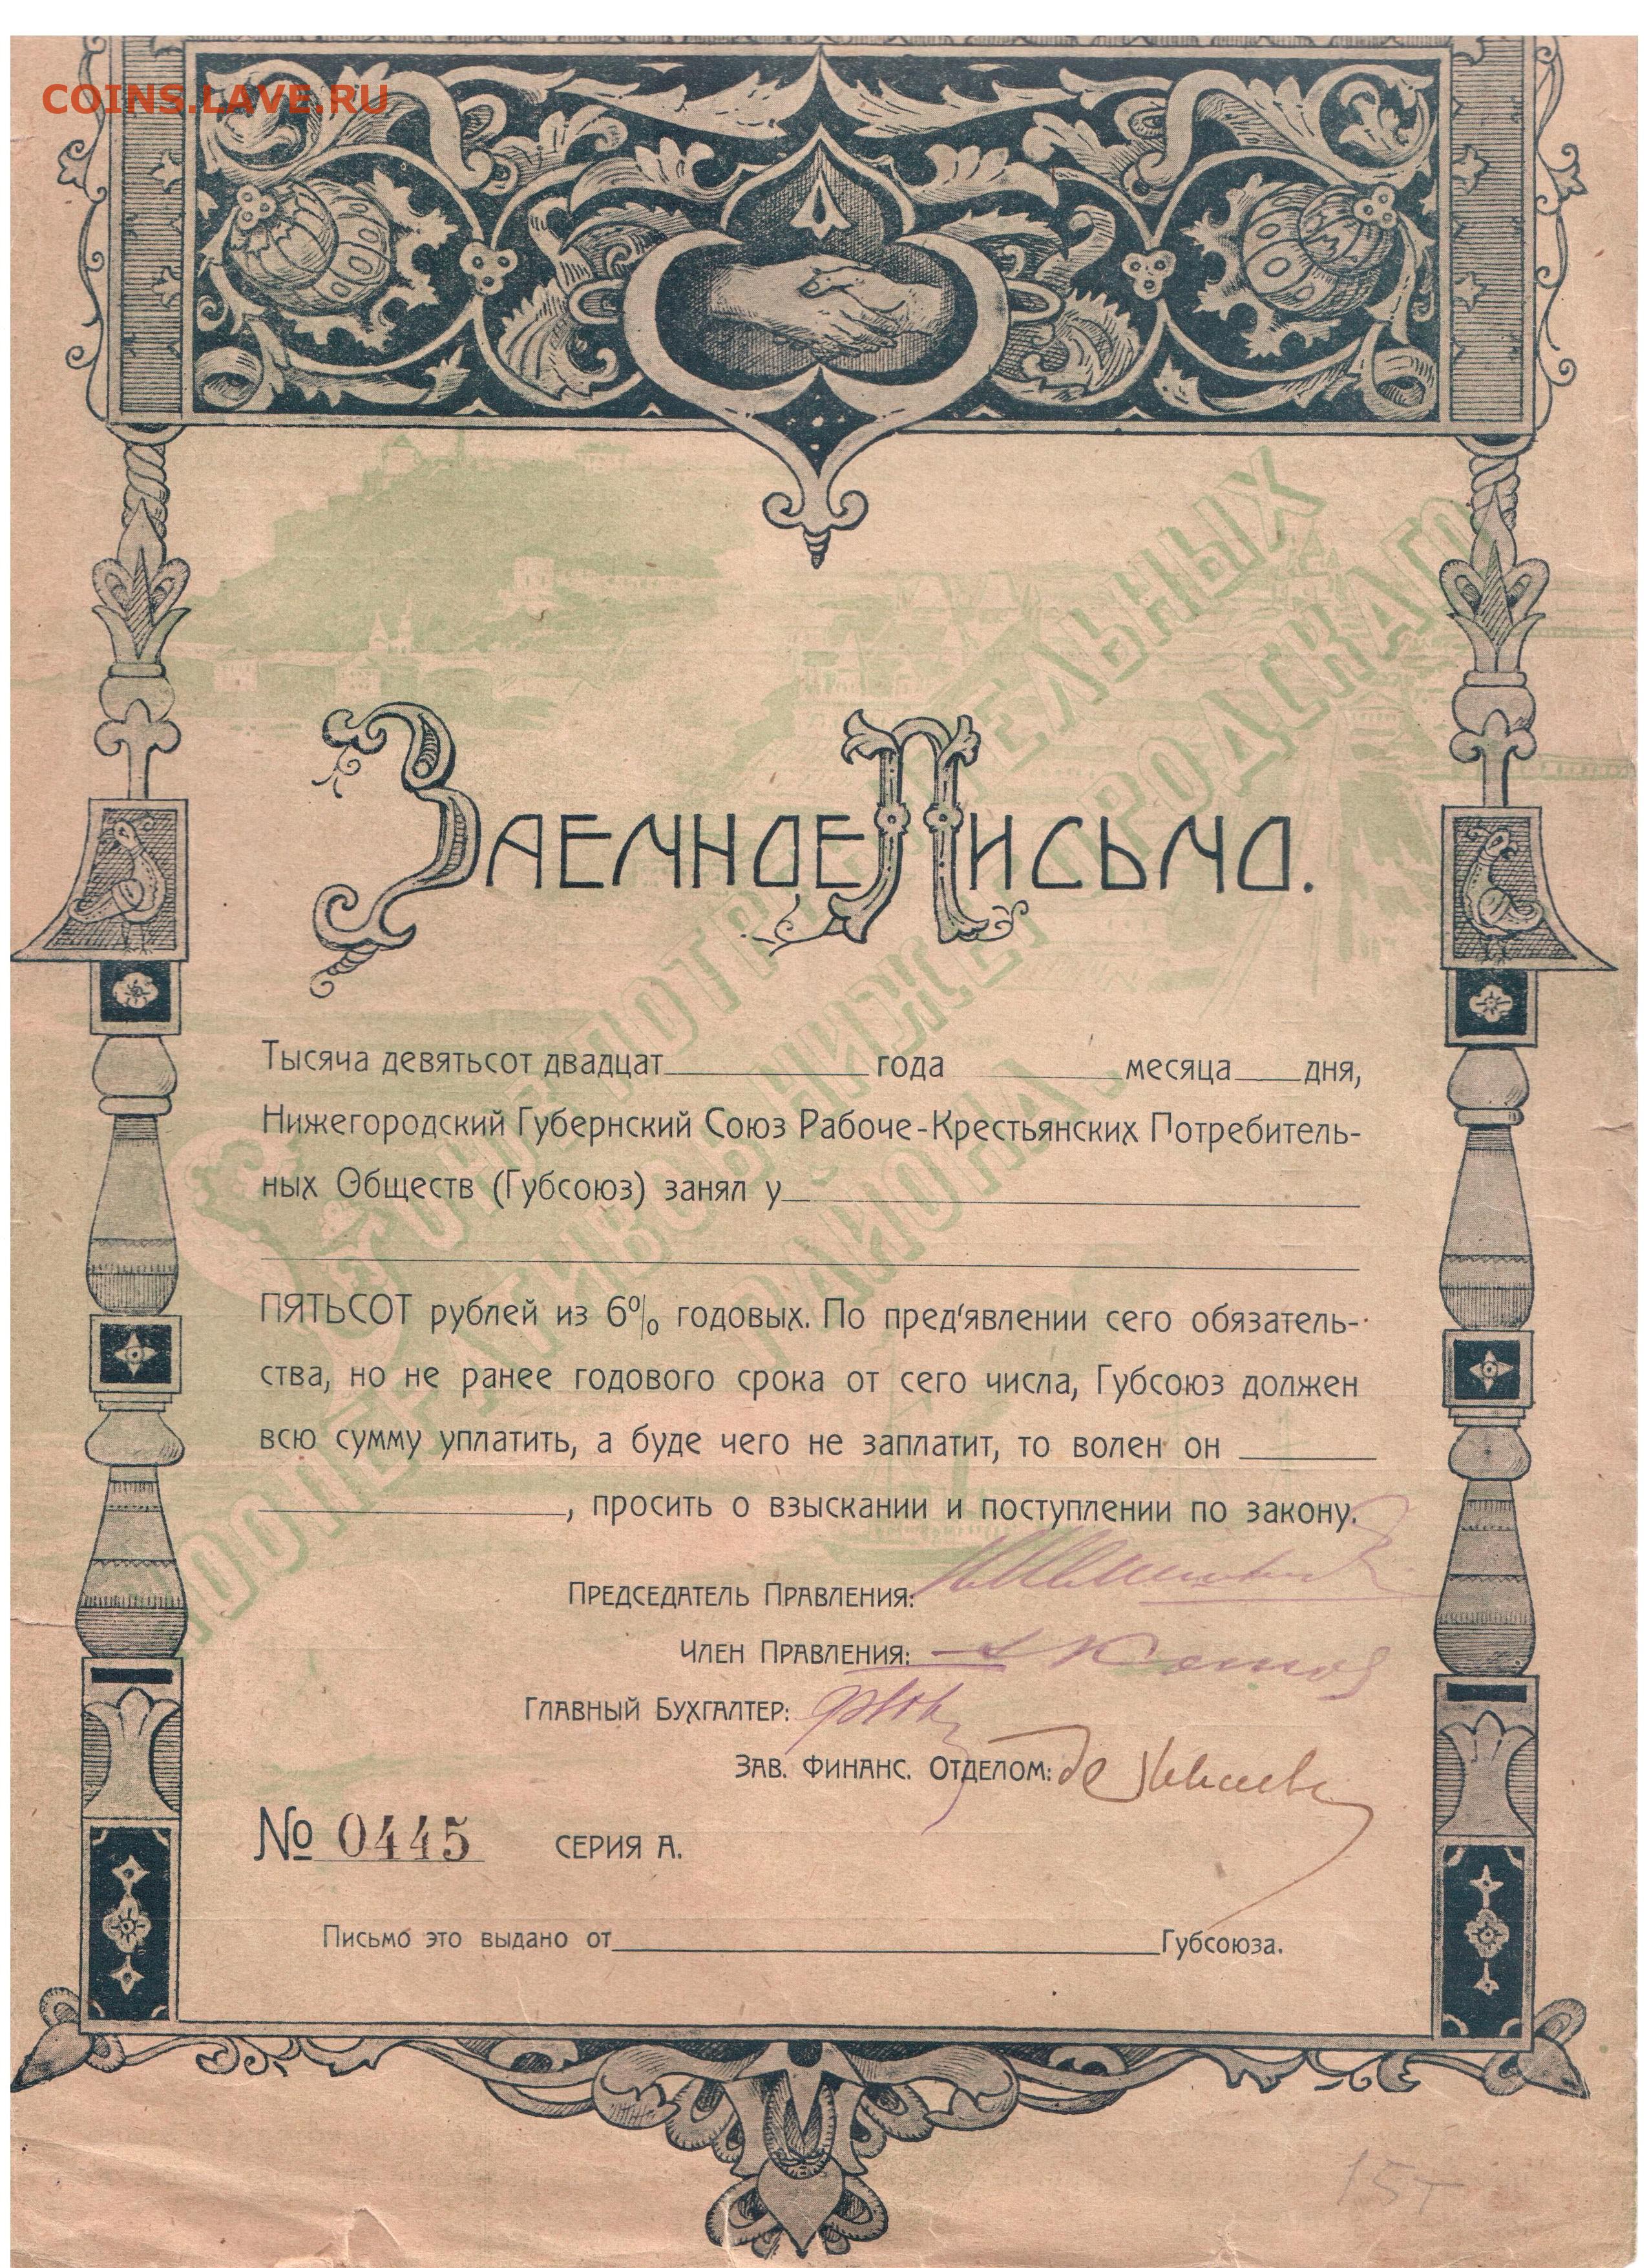 COINS.LAVE.RU
Заемное Письмо.
Тысяча девятьсот двадцат года месяца дня,
Нижегородский Губернский Союз Рабоче-Крестьянских Потребитель-
ных Обществ (Губсоюз) занял у
ПЯТЬСОТ рублей из 6% годовых. По пред'явлении сего обязатель-
ства, но не ранее годового срока от сего числа, Губсоюз должен
всю сумму уплатить, а буде чего не заплатит, то волен он
, просить о взыскании и поступлении по закону.
Председатель Правления:
Член Правления:
Главный Бухгалтер:
Зав. Финанс. Отделом:
№ 0445 СЕРИЯ А.
Письмо это выдано от Губсоюза.
15т